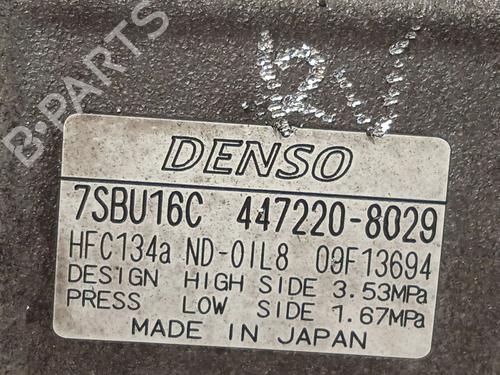 12V
B-PARTS
DENSO
7SBU16C 447220-8029
HFC134a ND-OIL8 09F13694
DESIGN HIGH SIDE 3.53MPa
PRESS LOW SIDE 1.67MPa
MADE IN JAPAN